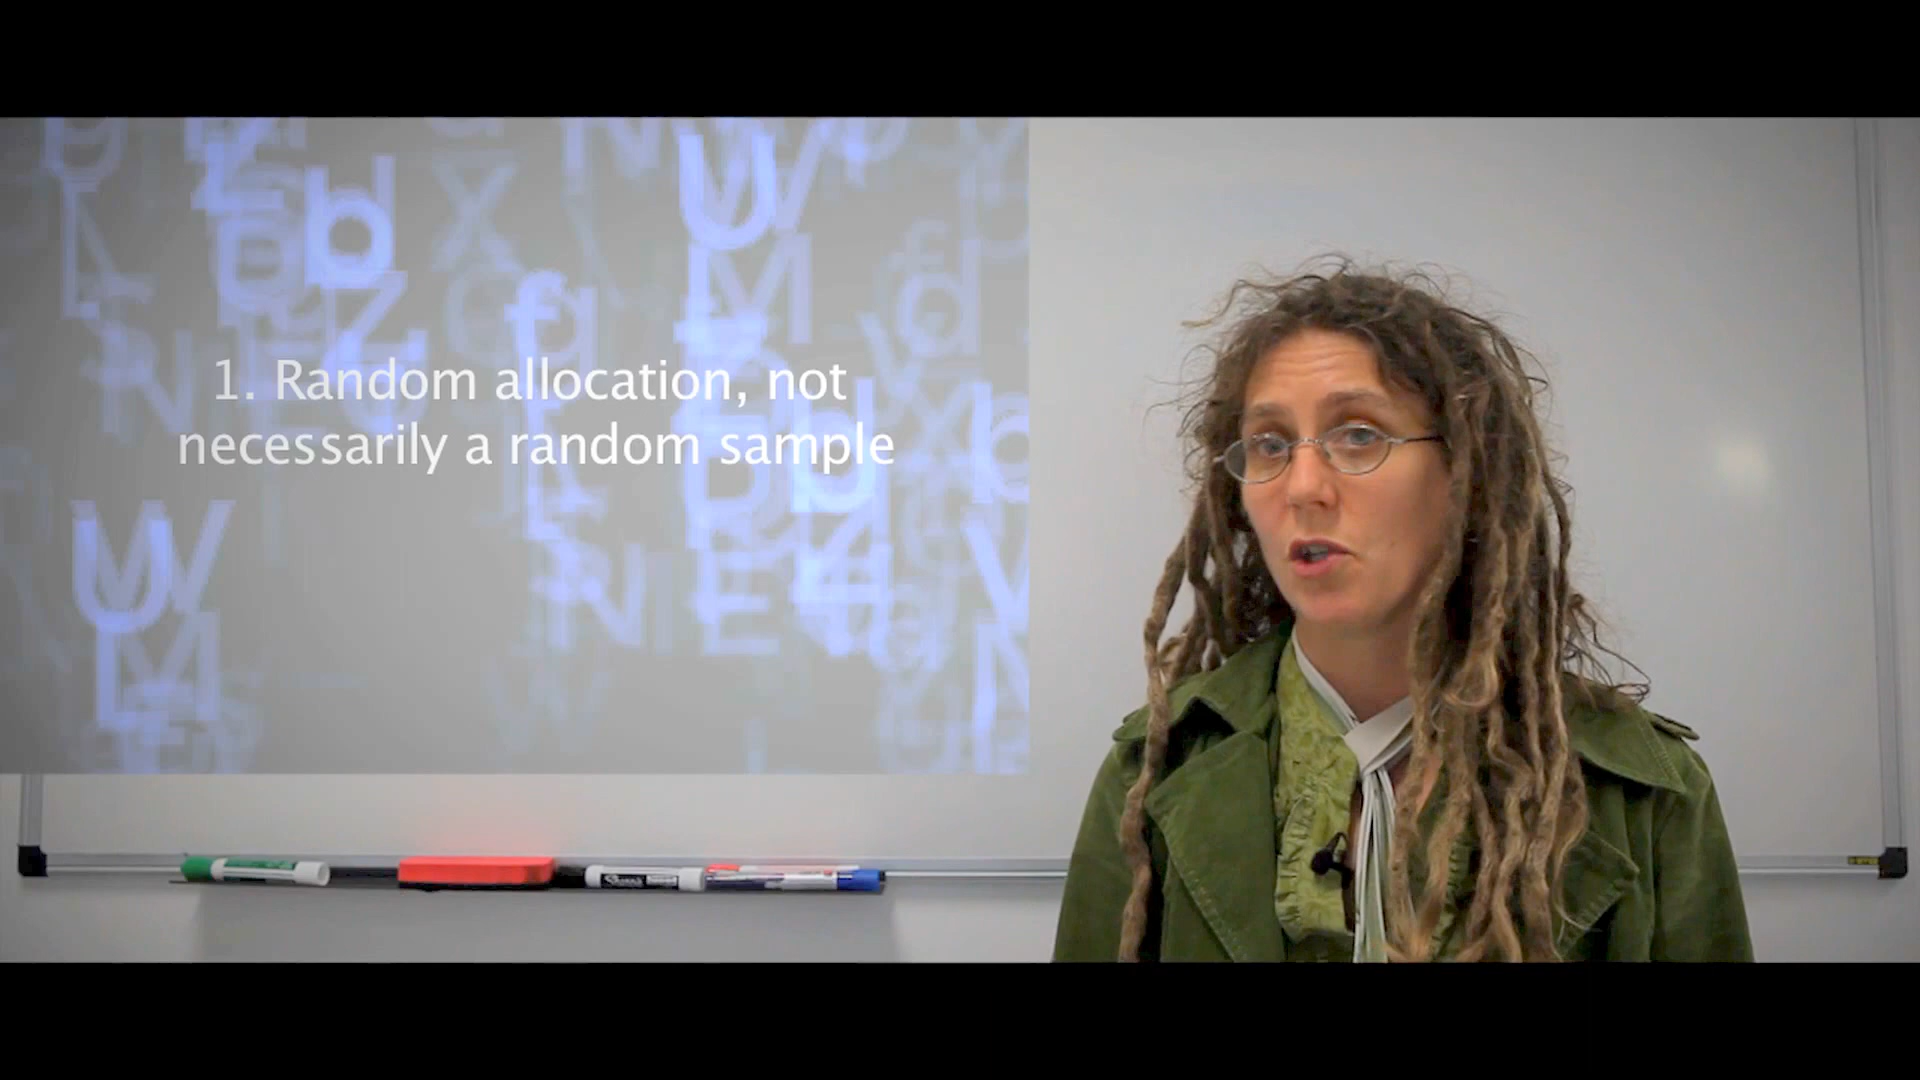 1. Random allocation, not
necessarily a random sample